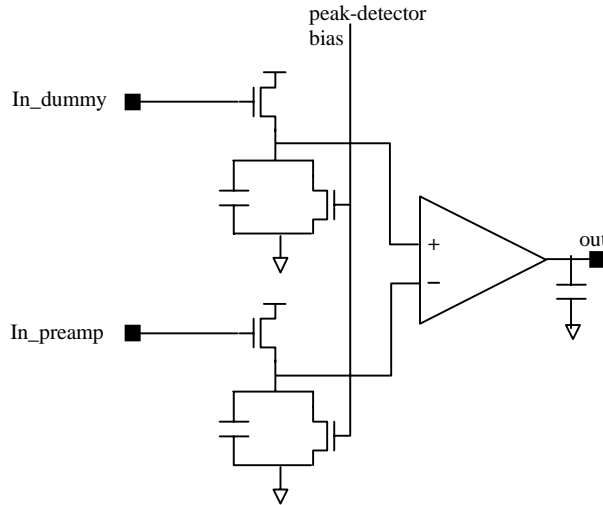 peak-detector
bias
In_dummy
out
+
−
In_preamp